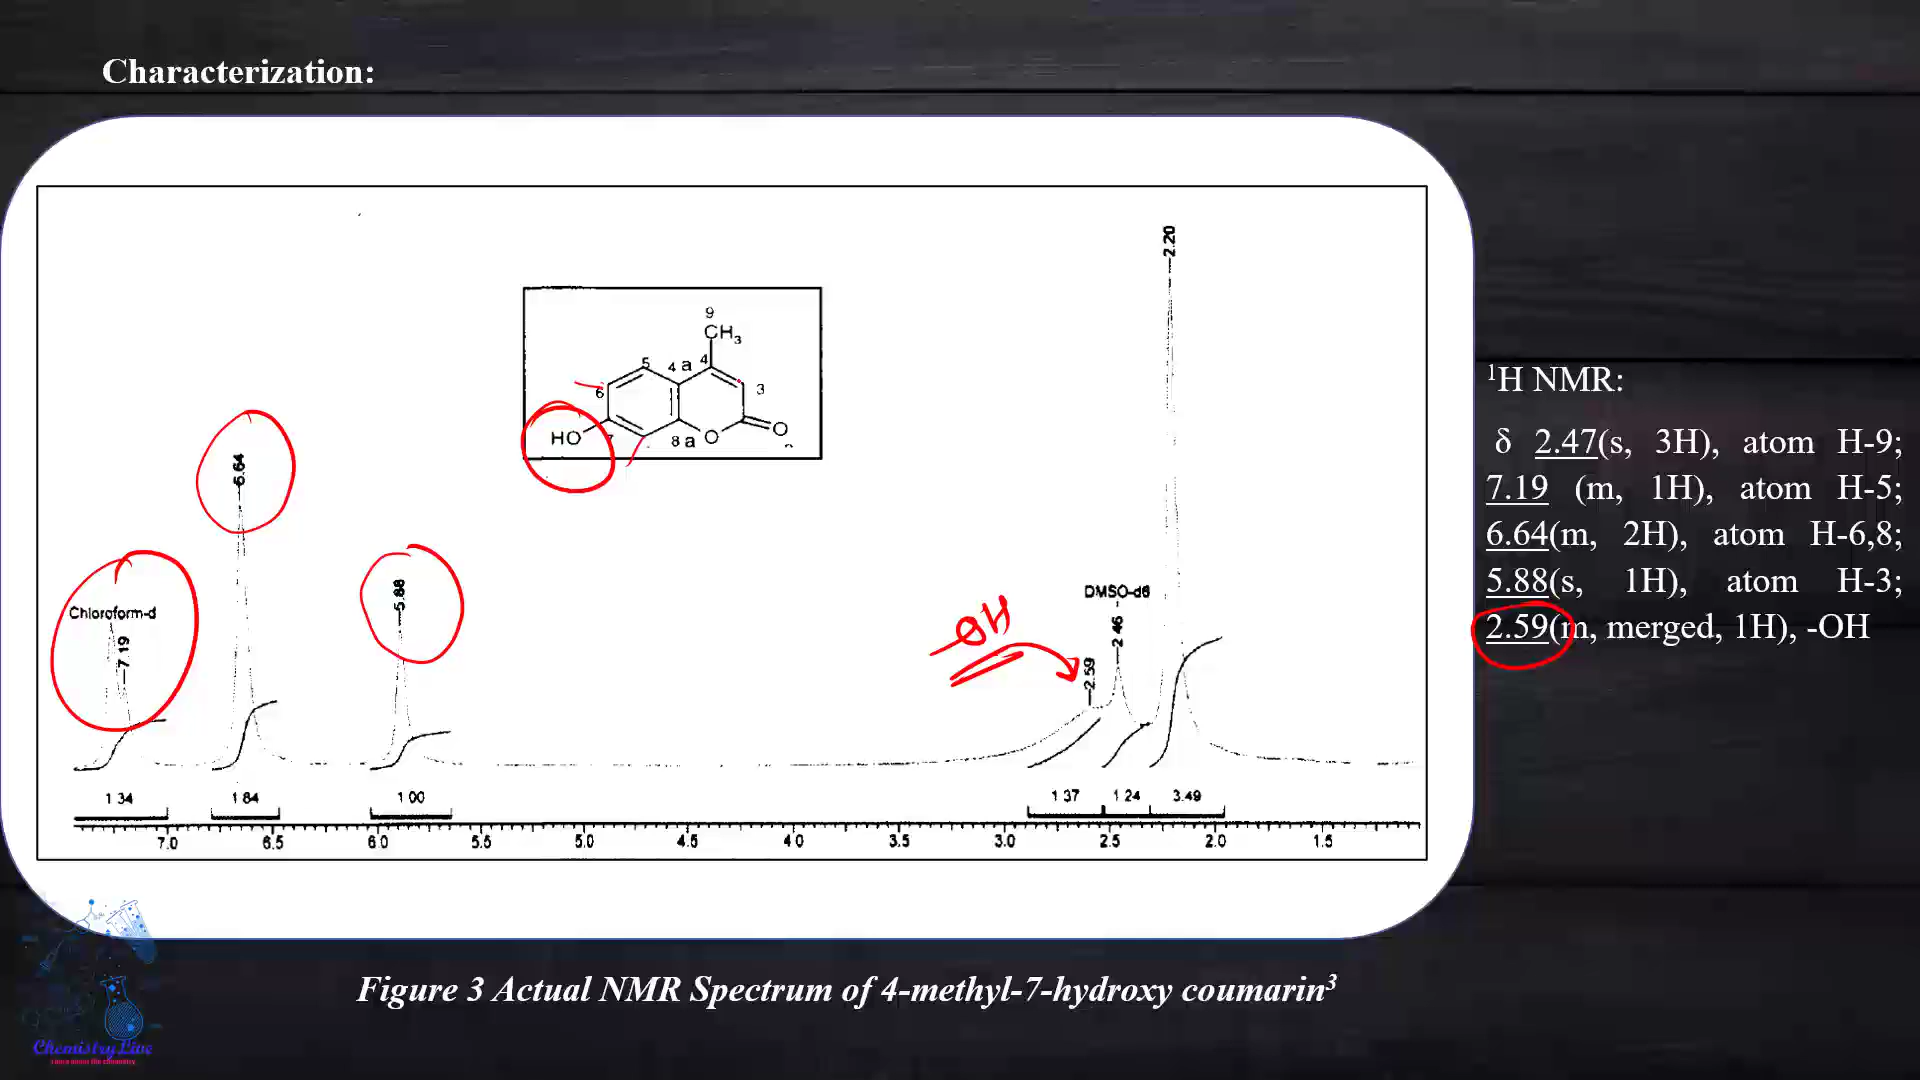 Characterization:
2.20
9
CH3
5
4 a
4
6
3
HO
7
8 a
O
O
6.64
5.88
Chloroform-d
7.19
-OH
DMSO-d6
2.46
2.59
1.34
1.84
1.00
1.37
1.24
3.49
7.0
6.5
6.0
5.5
5.0
4.5
4.0
3.5
3.0
2.5
2.0
1.5
¹H NMR:
δ 2.47(s, 3H), atom H-9;
7.19 (m, 1H), atom H-5;
6.64(m, 2H), atom H-6,8;
5.88(s, 1H), atom H-3;
2.59(m, merged, 1H), -OH
Figure 3 Actual NMR Spectrum of 4-methyl-7-hydroxy coumarin³
Chemistry Live